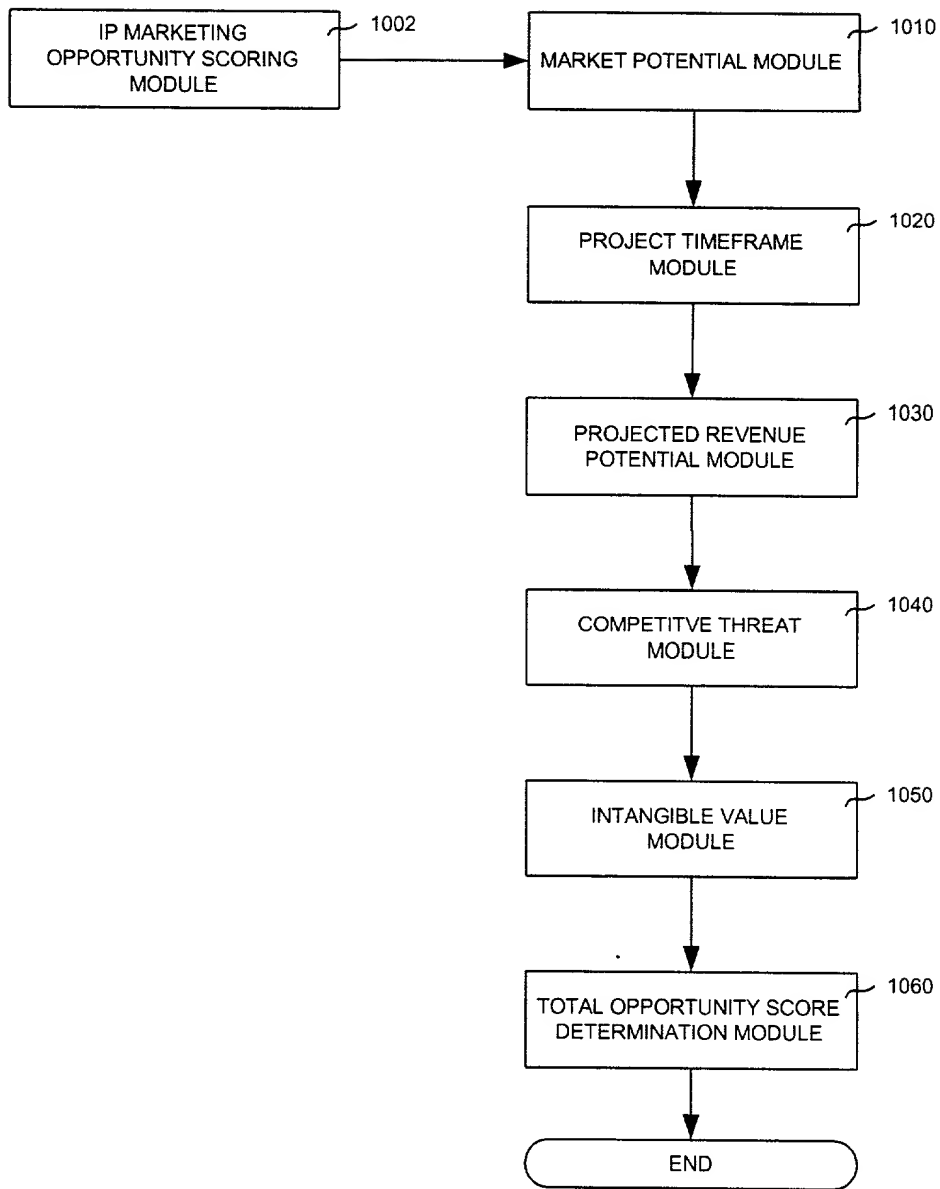 IP MARKETING
OPPORTUNITY SCORING
MODULE
1002
MARKET POTENTIAL MODULE
1010
PROJECT TIMEFRAME
MODULE
1020
PROJECTED REVENUE
POTENTIAL MODULE
1030
COMPETITVE THREAT
MODULE
1040
INTANGIBLE VALUE
MODULE
1050
TOTAL OPPORTUNITY SCORE
DETERMINATION MODULE
1060
END